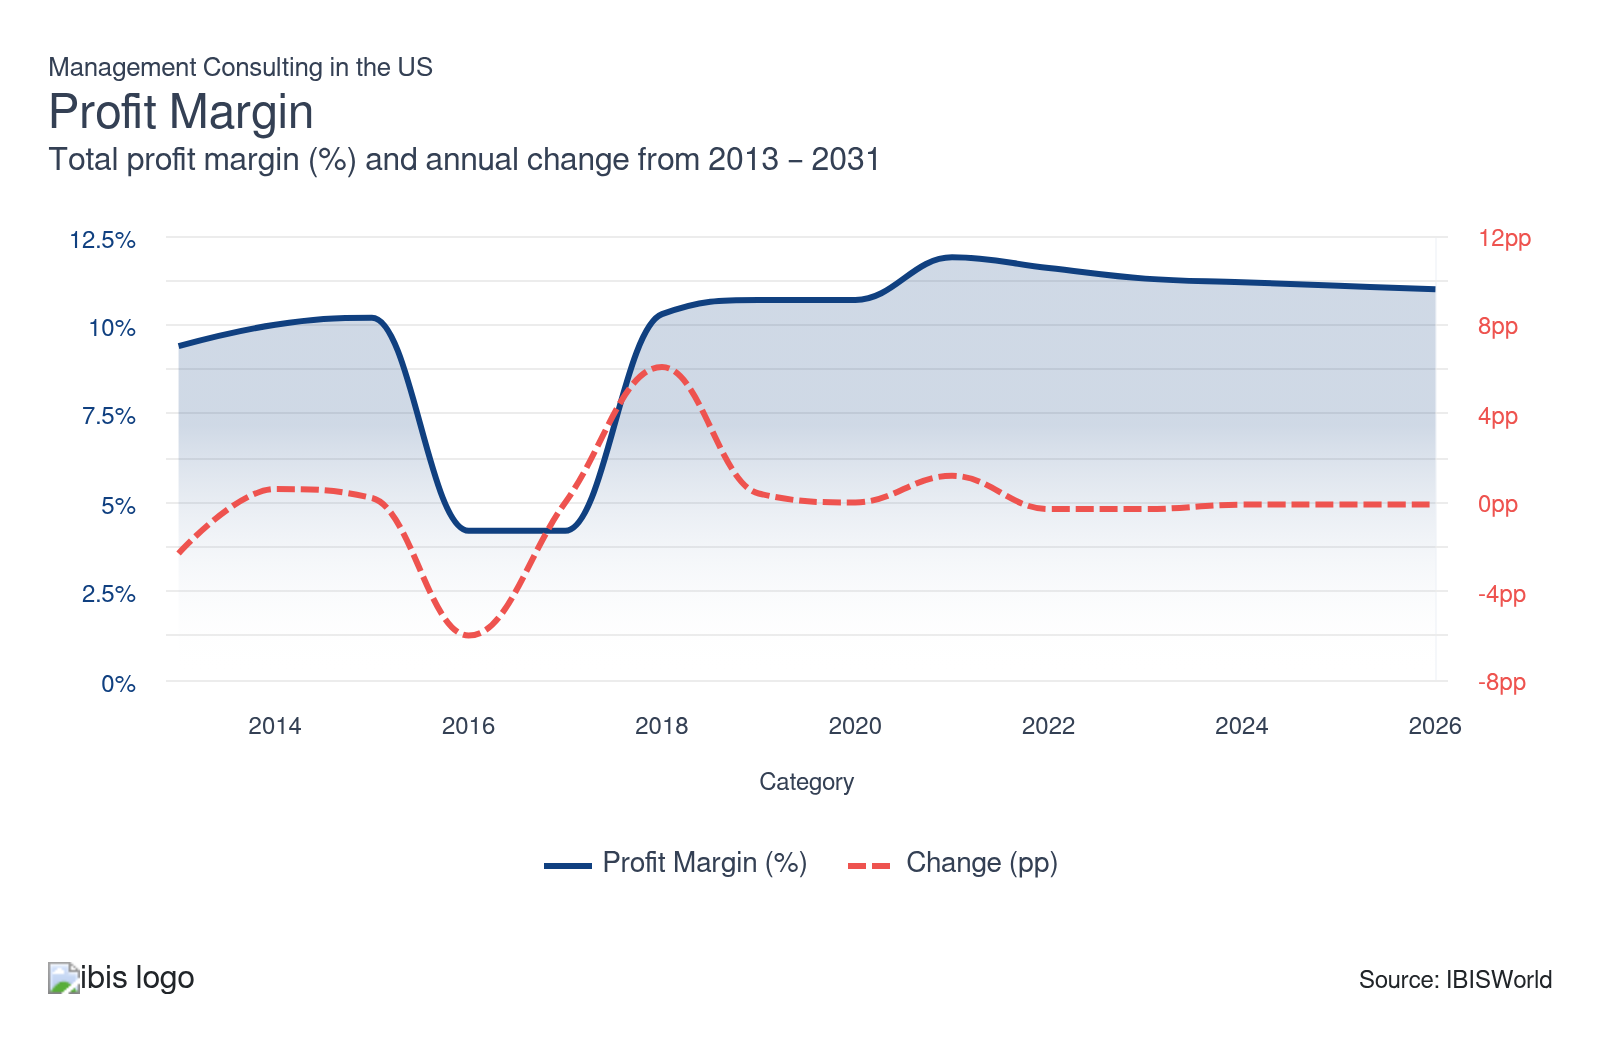 Management Consulting in the US
Profit Margin
Total profit margin (%) and annual change from 2013 – 2031
12.5%
10%
7.5%
5%
2.5%
0%
12pp
8pp
4pp
0pp
-4pp
-8pp
2014 2016 2018 2020 2022 2024 2026
Category
Profit Margin (%) Change (pp)
ibis logo
Source: IBISWorld